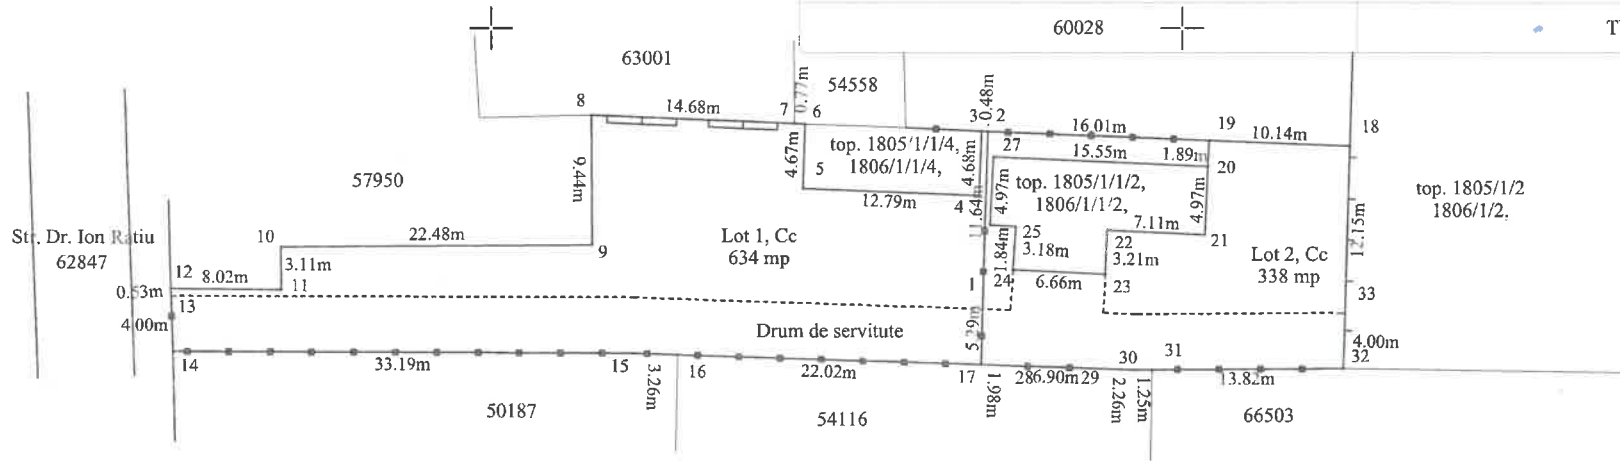 60028
T
63001
54558
0.77m
8
14.68m
7
6
3
2
0.48m
16.01m
19
10.14m
18
top. 1805/1/1/4,
1806/1/1/4,
4.67m
5
4.68m
12.79m
4
27
15.55m
1.89m
20
top. 1805/1/1/2,
1806/1/1/2,
4.97m
4.97m
7.11m
21
top. 1805/1/2
1806/1/2,
57950
9.44m
11.64m
12.15m
Str. Dr. Ion Ratiu
62847
10
22.48m
9
Lot 1, Cc
634 mp
25
3.18m
22
3.21m
Lot 2, Cc
338 mp
12
8.02m
3.11m
11
1
1.84m
24
6.66m
23
33
0.53m
13
4.00m
Drum de servitute
5.29m
4.00m
32
14
33.19m
15
3.26m
16
22.02m
17
1.98m
29
30
31
2.26m
1.25m
13.82m
50187
54116
66503